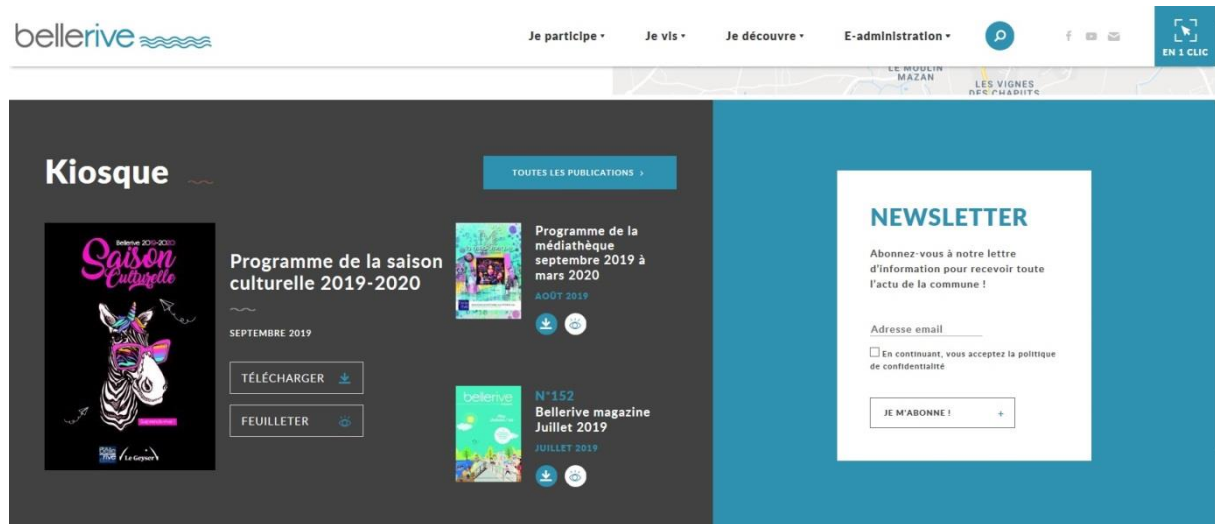 bellerive
Je participe
Je vis
Je découvre
E-administration
EN 1 CLIC
LE MOULIN
MAZAN
LES VIGNES
DES CHAPUTS
Kiosque
TOUTES LES PUBLICATIONS >
Bellerive 2019-2020
Saison
Culturelle
Le Geyser
Programme de la saison
culturelle 2019-2020
SEPTEMBRE 2019
TÉLÉCHARGER
FEUILLETER
Programme de la
médiathèque
septembre 2019 à
mars 2020
AOÛT 2019
bellerive
N°152
Bellerive magazine
Juillet 2019
JUILLET 2019
NEWSLETTER
Abonnez-vous à notre lettre
d'information pour recevoir toute
l'actu de la commune !
Adresse email
En continuant, vous acceptez la politique
de confidentialité
JE M'ABONNE ! +